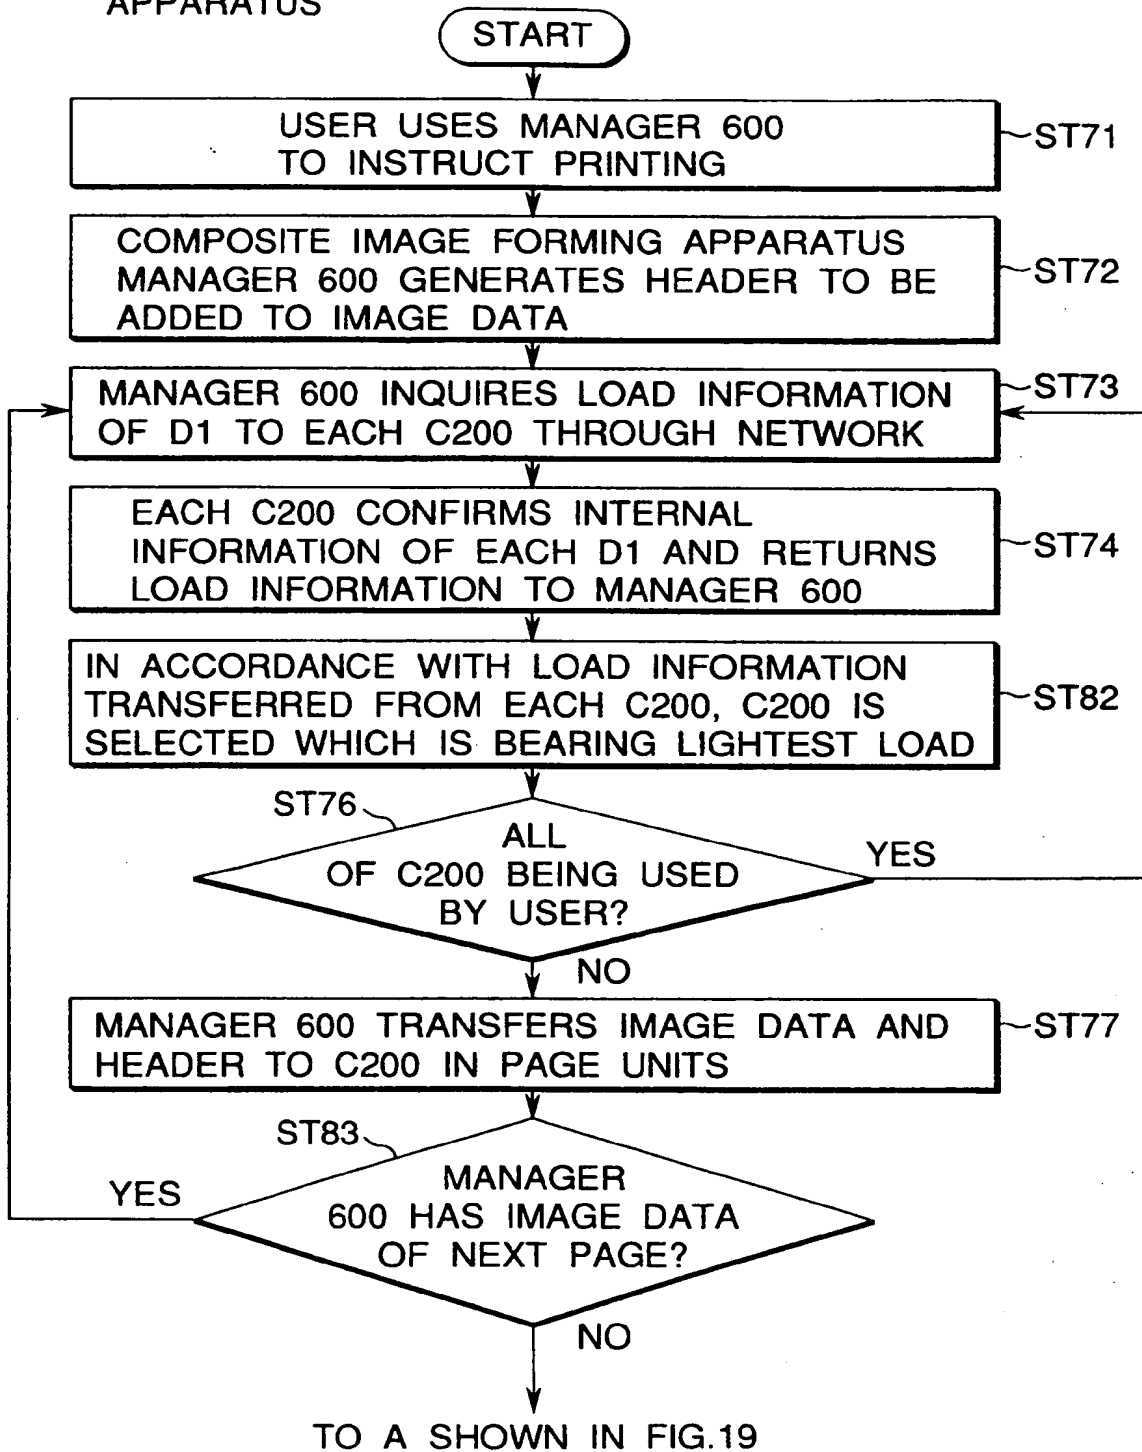 APPARATUS
START
USER USES MANAGER 600
TO INSTRUCT PRINTING
ST71
COMPOSITE IMAGE FORMING APPARATUS
MANAGER 600 GENERATES HEADER TO BE
ADDED TO IMAGE DATA
ST72
MANAGER 600 INQUIRES LOAD INFORMATION
OF D1 TO EACH C200 THROUGH NETWORK
ST73
EACH C200 CONFIRMS INTERNAL
INFORMATION OF EACH D1 AND RETURNS
LOAD INFORMATION TO MANAGER 600
ST74
IN ACCORDANCE WITH LOAD INFORMATION
TRANSFERRED FROM EACH C200, C200 IS
SELECTED WHICH IS BEARING LIGHTEST LOAD
ST82
ST76
ALL
OF C200 BEING USED
BY USER?
YES
NO
MANAGER 600 TRANSFERS IMAGE DATA AND
HEADER TO C200 IN PAGE UNITS
ST77
ST83
MANAGER
600 HAS IMAGE DATA
OF NEXT PAGE?
YES
NO
TO A SHOWN IN FIG.19